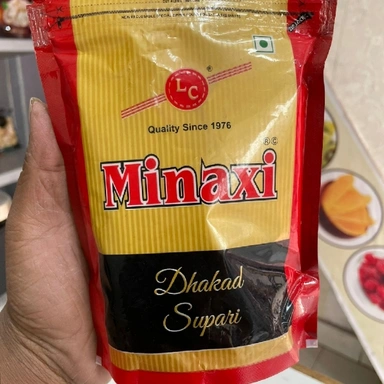 LC
®
Quality Since 1976
Minaxi
Dhakad
Supari